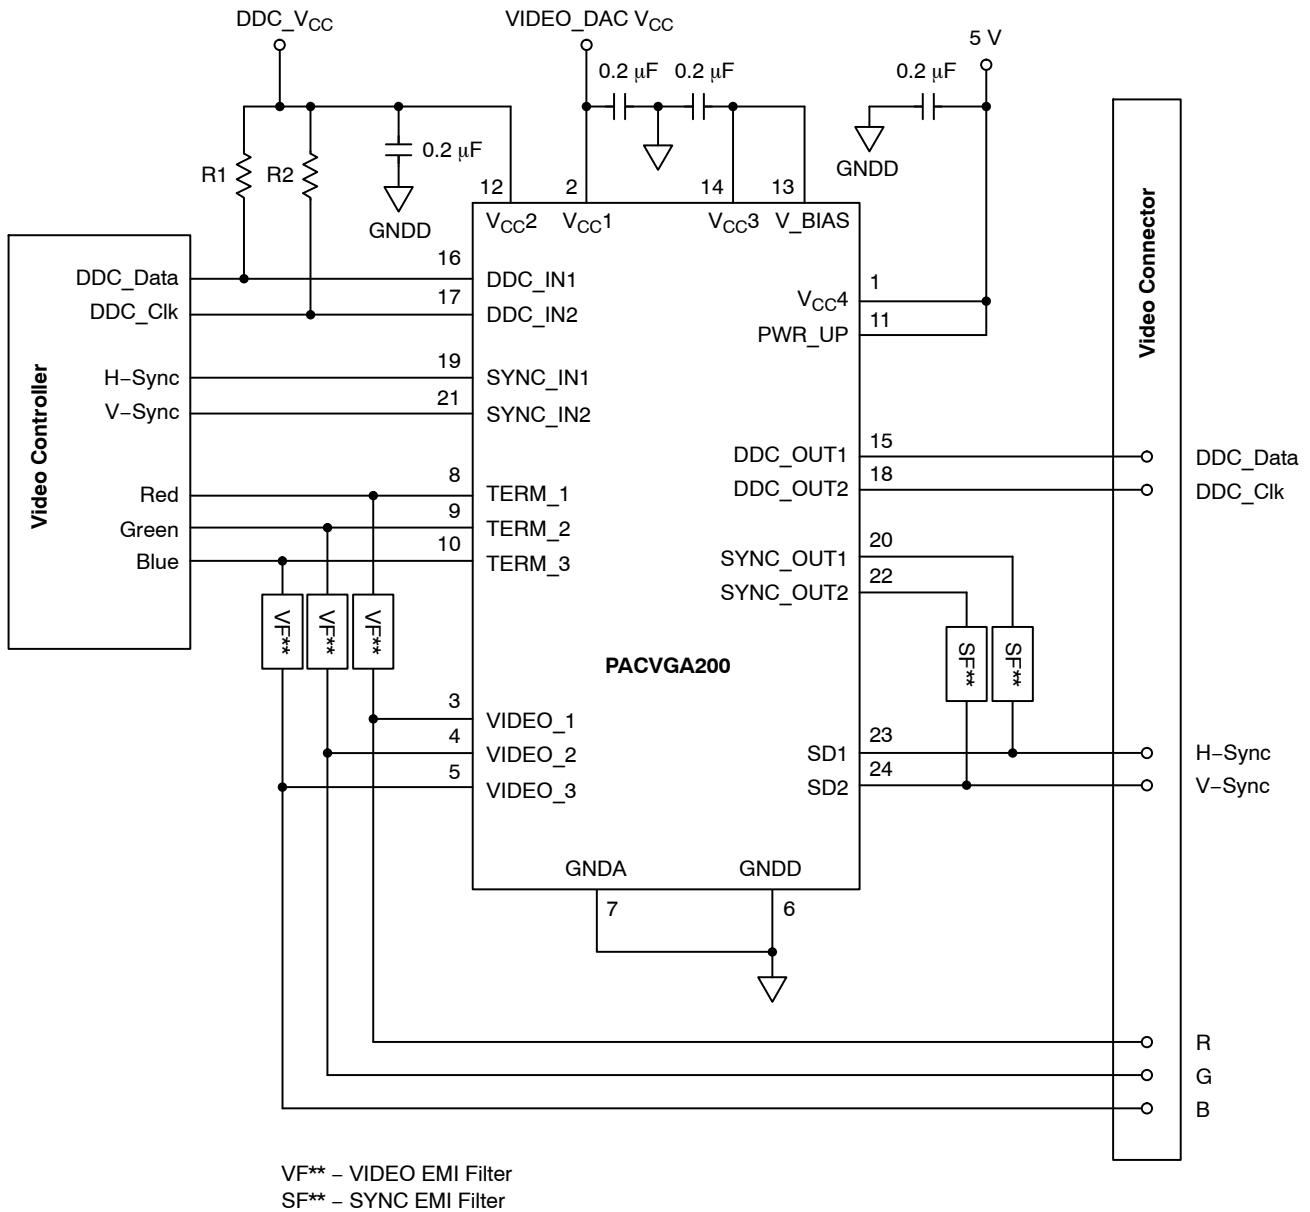 DDC_VCC
VIDEO_DAC VCC
5 V
0.2 μF
0.2 μF
0.2 μF
R1
R2
0.2 μF
GNDD
GNDD
12
2
14
13
VCC2
VCC1
VCC3
V_BIAS
Video Controller
DDC_Data
DDC_Clk
H–Sync
V–Sync
Red
Green
Blue
16
DDC_IN1
17
DDC_IN2
19
SYNC_IN1
21
SYNC_IN2
8
TERM_1
9
TERM_2
10
TERM_3
VF**
VF**
VF**
3
VIDEO_1
4
VIDEO_2
5
VIDEO_3
PACVGA200
VCC4
1
PWR_UP
11
DDC_OUT1
15
DDC_OUT2
18
SYNC_OUT1
20
SYNC_OUT2
22
SF**
SF**
SD1
23
SD2
24
GNDA
GNDD
7
6
Video Connector
DDC_Data
DDC_Clk
H–Sync
V–Sync
R
G
B
VF** – VIDEO EMI Filter
SF** – SYNC EMI Filter